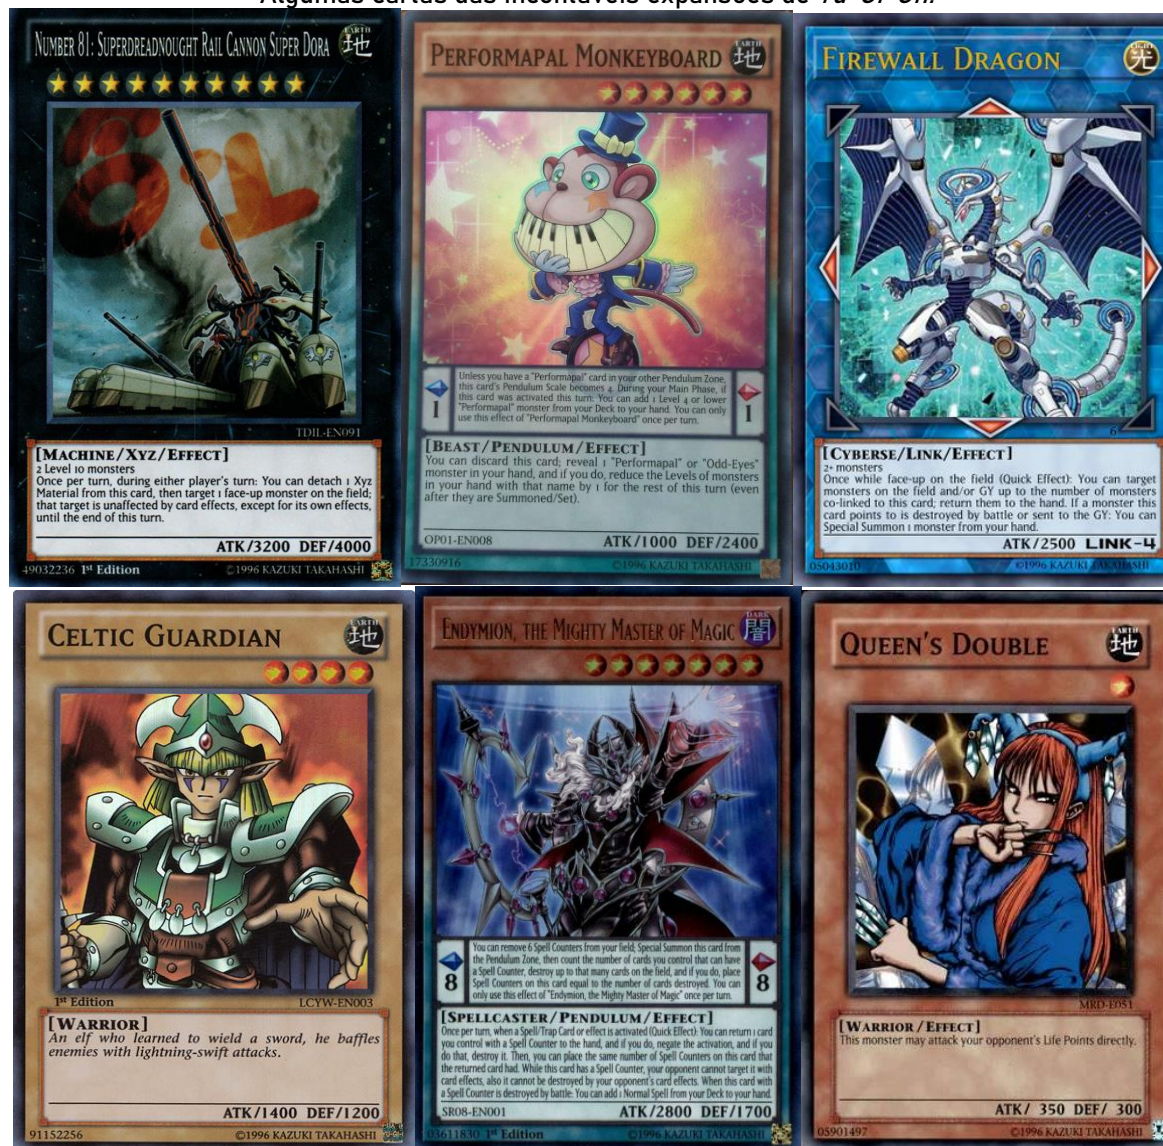 Algumas cartas das incontáveis expansões de Yu-Gi-Oh!
NUMBER 81: SUPERDREADNOUGHT RAIL CANNON SUPER DORA
EARTH
地
81
TDIL-EN091
[MACHINE/XYZ/EFFECT]
2 Level 10 monsters
Once per turn, during either player's turn: You can detach 1 Xyz
Material from this card, then target 1 face-up monster on the field;
that target is unaffected by card effects, except for its own effects,
until the end of this turn.
ATK/3200 DEF/4000
49032236 1st Edition ©1996 KAZUKI TAKAHASHI
PERFORMAPAL MONKEYBOARD
EARTH
地
Unless you have a "Performapal" card in your other Pendulum Zone,
this card's Pendulum Scale becomes 4. During your Main Phase, if
this card was activated this turn: You can add 1 Level 4 or lower
"Performapal" monster from your Deck to your hand. You can only
use this effect of "Performapal Monkeyboard" once per turn.
1 1
[BEAST/PENDULUM/EFFECT]
You can discard this card; reveal 1 "Performapal" or "Odd-Eyes"
monster in your hand, and if you do, reduce the Levels of monsters
in your hand with that name by 1 for the rest of this turn (even
after they are Summoned/Set).
OP01-EN008 ATK/1000 DEF/2400
17330916 ©1996 KAZUKI TAKAHASHI
FIREWALL DRAGON
LIGHT
光
[CYBERSE/LINK/EFFECT]
2+ monsters
Once while face-up on the field (Quick Effect): You can target
monsters on the field and/or GY up to the number of monsters
co-linked to this card; return them to the hand. If a monster this
card points to is destroyed by battle or sent to the GY: You can
Special Summon 1 monster from your hand.
ATK/2500 LINK-4
05043010 ©1996 KAZUKI TAKAHASHI
CELTIC GUARDIAN
EARTH
地
1st Edition LCYW-EN003
[WARRIOR]
An elf who learned to wield a sword, he baffles
enemies with lightning-swift attacks.
ATK/1400 DEF/1200
91152256 ©1996 KAZUKI TAKAHASHI
ENDYMION, THE MIGHTY MASTER OF MAGIC
DARK
闇
You can remove 6 Spell Counters from your field; Special Summon this card from
the Pendulum Zone, then count the number of cards you control that can have
a Spell Counter, destroy up to that many cards on the field, and if you do, place
Spell Counters on this card equal to the number of cards destroyed. You can
only use this effect of "Endymion, the Mighty Master of Magic" once per turn.
8 8
[SPELLCASTER/PENDULUM/EFFECT]
Once per turn, when a Spell/Trap Card or effect is activated (Quick Effect): You can return 1 card
you control with a Spell Counter to the hand, and if you do, negate the activation, and if you
do that, destroy it. Then, you can place the same number of Spell Counters on this card that
the returned card had. While this card has a Spell Counter, your opponent cannot target it with
card effects, also it cannot be destroyed by your opponent's card effects. When this card with
a Spell Counter is destroyed by battle: You can add 1 Normal Spell from your Deck to your hand.
SR08-EN001 ATK/2800 DEF/1700
03611830 1st Edition ©1996 KAZUKI TAKAHASHI
QUEEN'S DOUBLE
EARTH
地
MRD-E051
[WARRIOR/EFFECT]
This monster may attack your opponent's Life Points directly.
ATK/ 350 DEF/ 300
05901497 ©1996 KAZUKI TAKAHASHI